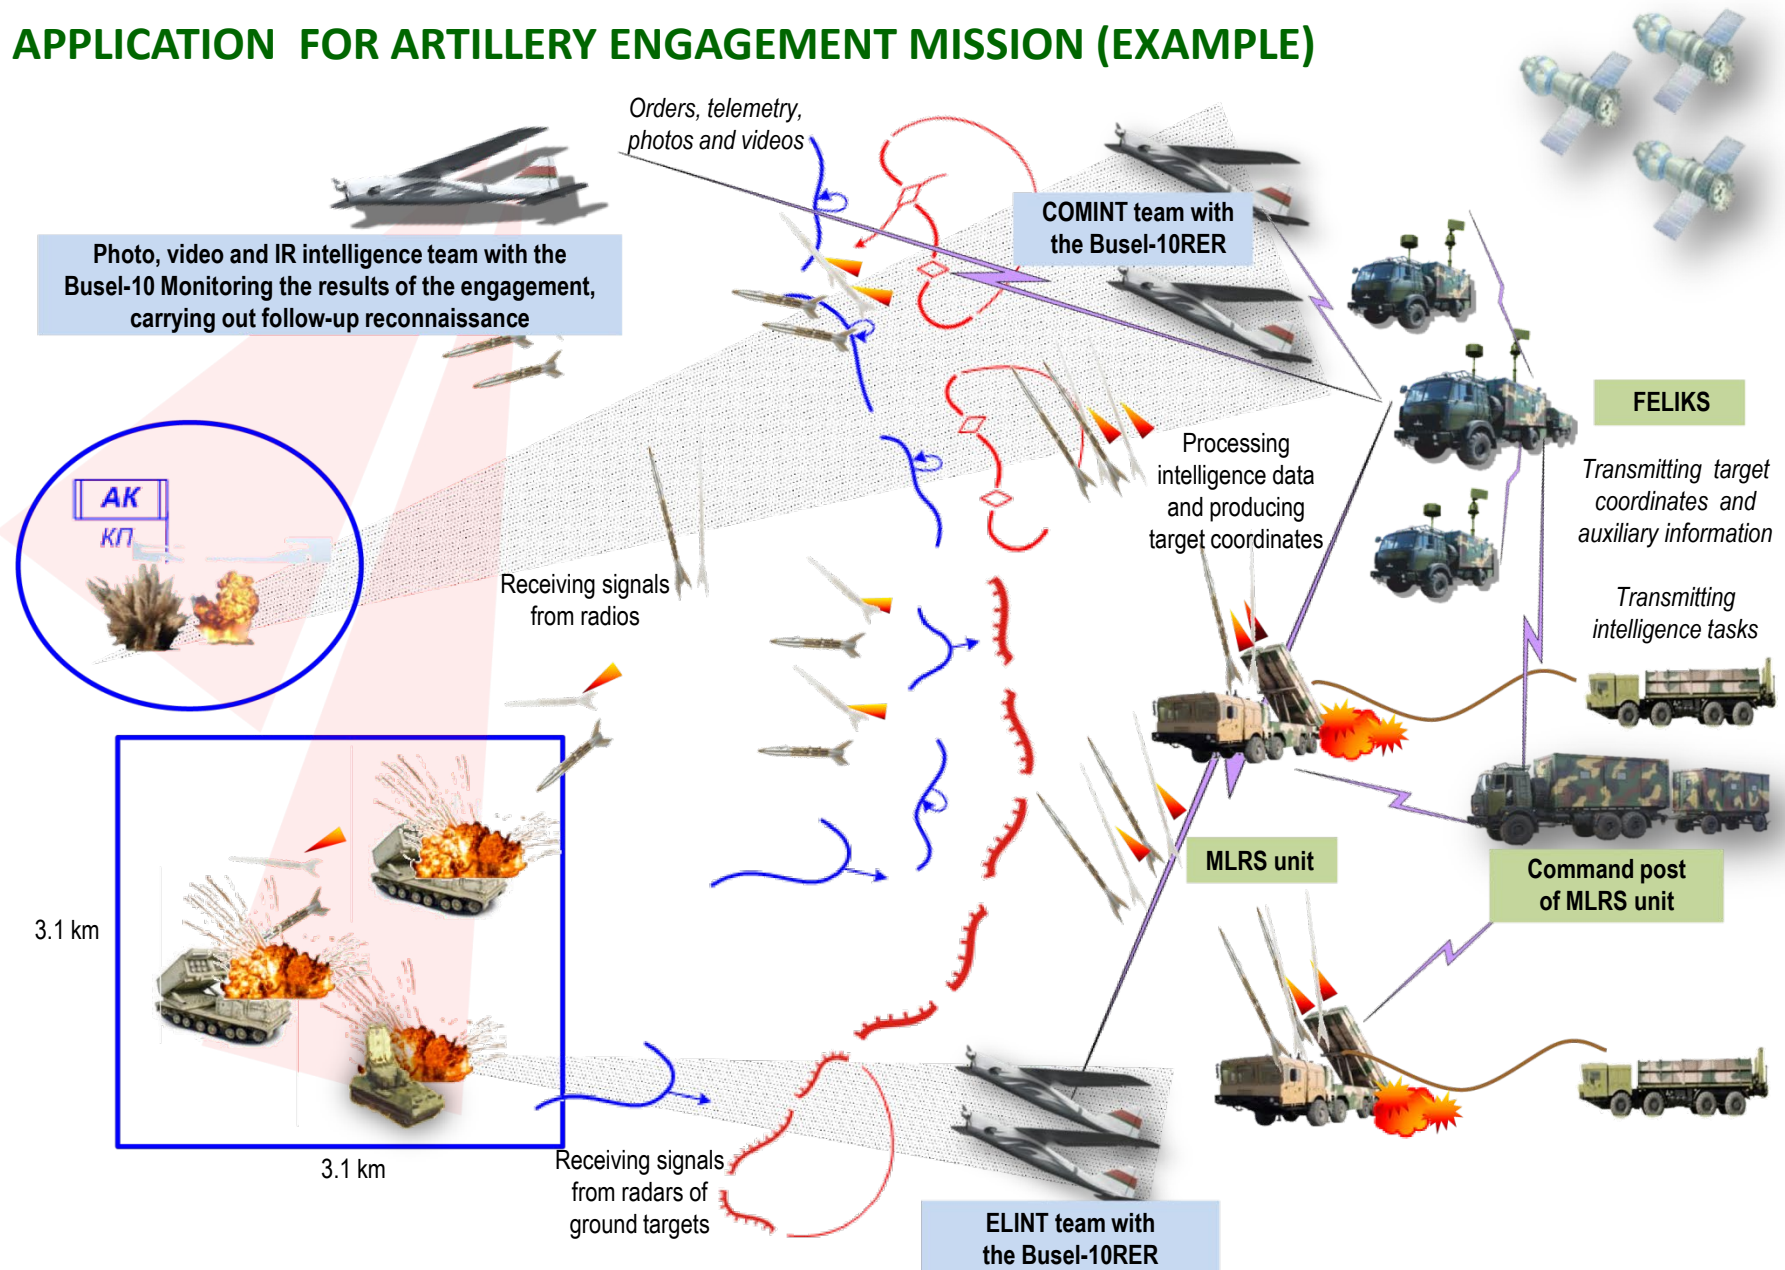 APPLICATION FOR ARTILLERY ENGAGEMENT MISSION (EXAMPLE)
Orders, telemetry,
photos and videos
COMINT team with
the Busel-10RER
Photo, video and IR intelligence team with the
Busel-10 Monitoring the results of the engagement,
carrying out follow-up reconnaissance
FELIKS
Processing
intelligence data
and producing
target coordinates
Transmitting target
coordinates and
auxiliary information
АК
КП
Receiving signals
from radios
Transmitting
intelligence tasks
MLRS unit
Command post
of MLRS unit
3.1 km
3.1 km
Receiving signals
from radars of
ground targets
ELINT team with
the Busel-10RER